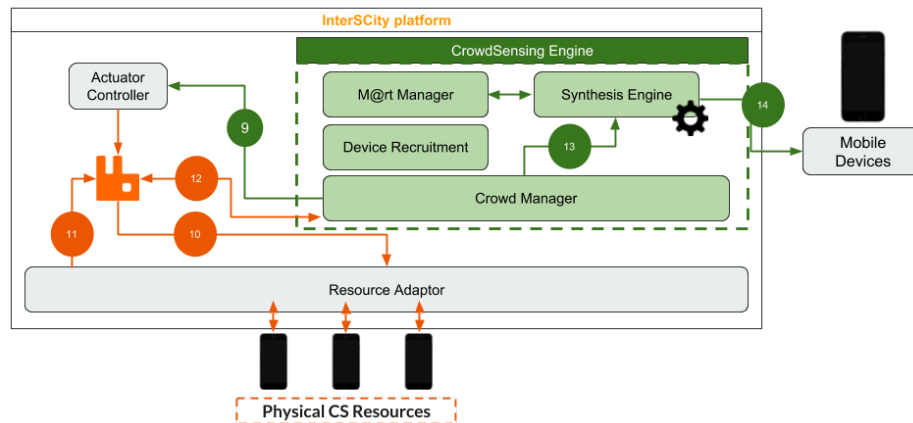 InterSCity platform
CrowdSensing Engine
Actuator
Controller
M@rt Manager
Synthesis Engine
14
9
Device Recruitment
13
Mobile
Devices
12
Crowd Manager
11
10
Resource Adaptor
Physical CS Resources